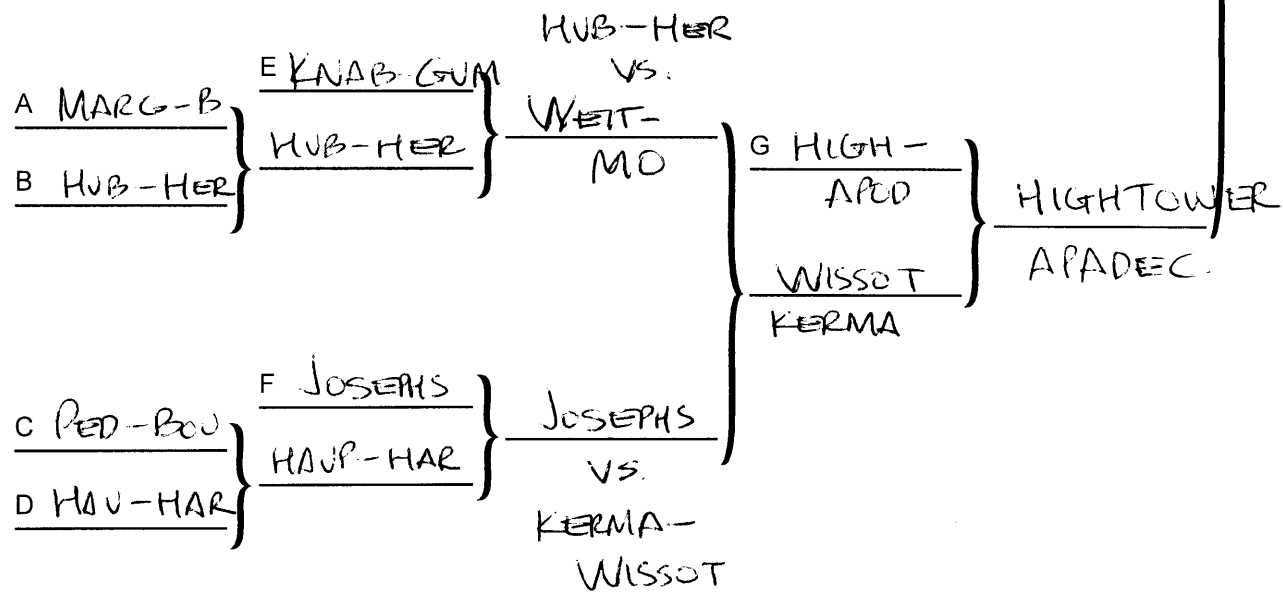 HUB-HER
VS.
WEIT-
MO
E KNAB-GUM
HUB-HER
A MARG-B
B HUB-HER
G HIGH-
APOD
WISSOT
KERMA
HIGHTOWER
APADEC.
F JOSEPHS
HAUP-HAR
C PED-BOU
D HAU-HAR
JOSEPHS
VS.
KERMA-
WISSOT